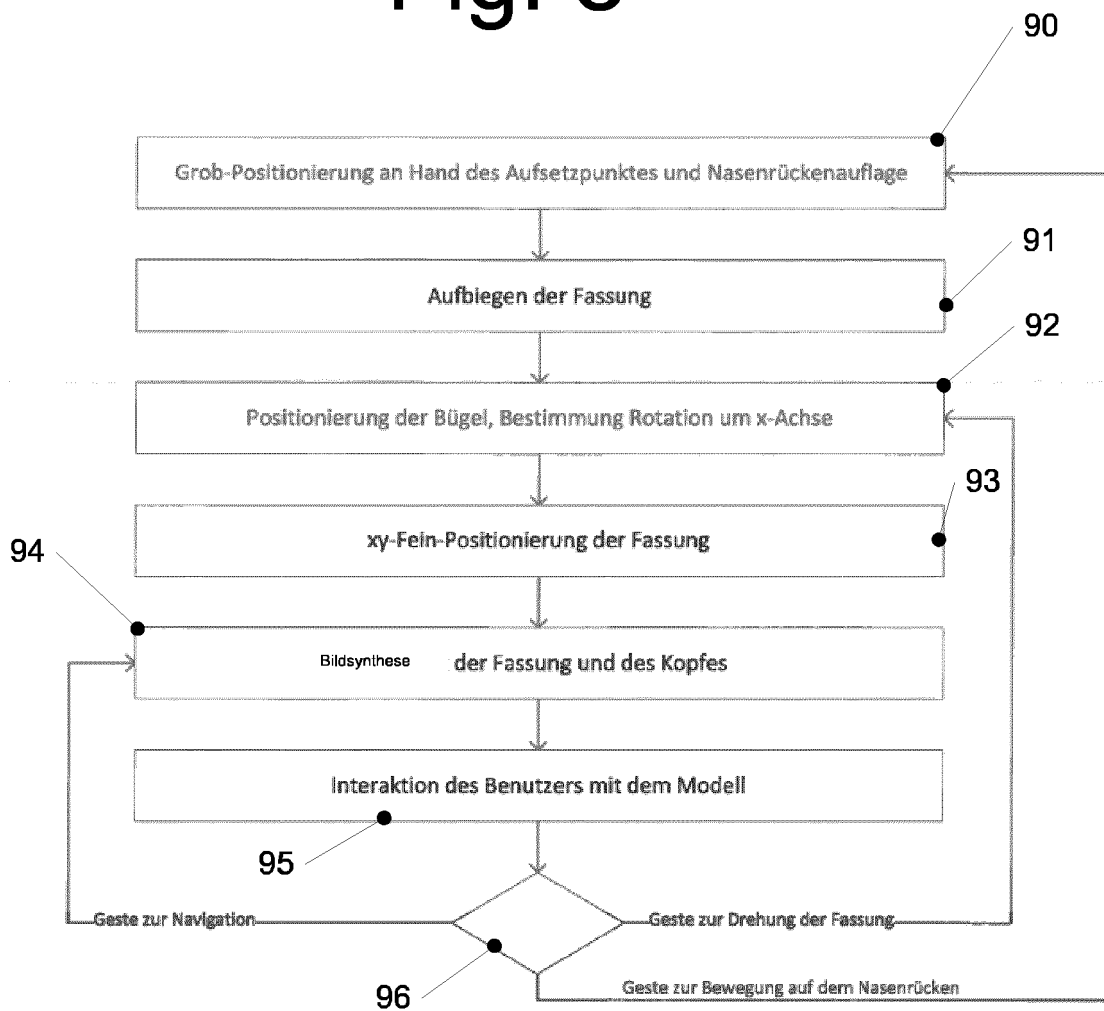 90
Grob-Positionierung an Hand des Aufsetzpunktes und Nasenrückenauflage
91
Aufbiegen der Fassung
92
Positionierung der Bügel, Bestimmung Rotation um x-Achse
93
xy-Fein-Positionierung der Fassung
94
Bildsynthese der Fassung und des Kopfes
Interaktion des Benutzers mit dem Modell
95
Geste zur Navigation
Geste zur Drehung der Fassung
96
Geste zur Bewegung auf dem Nasenrücken